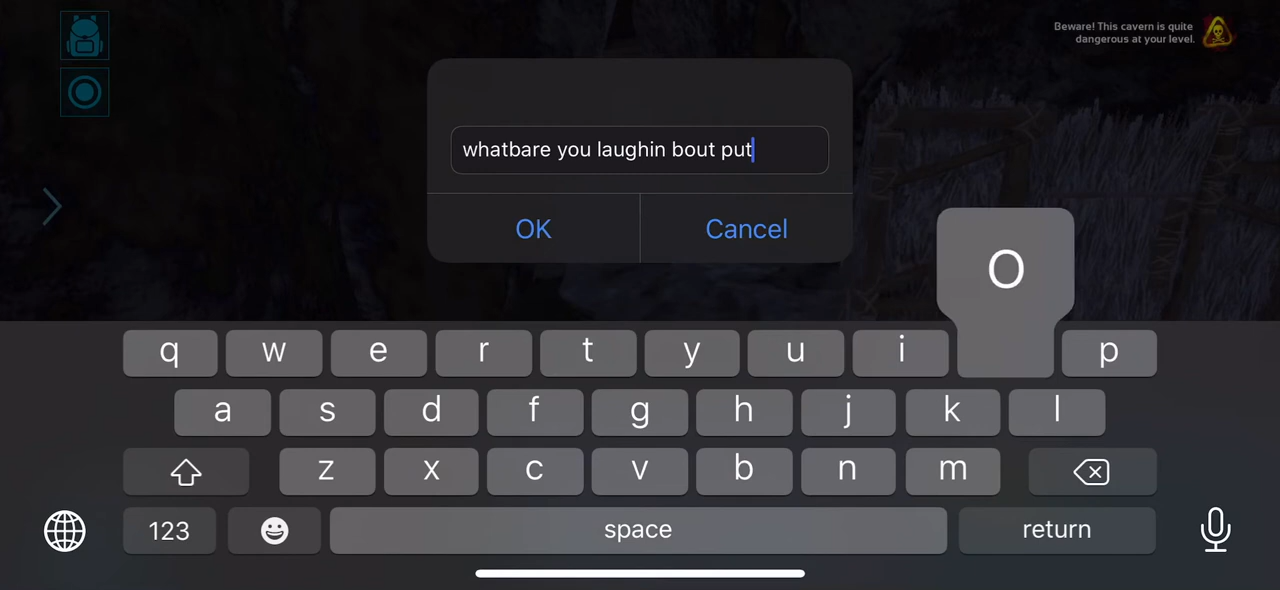 Beware! This cavern is quite
dangerous at your level.
whatbare you laughin bout put
OK Cancel
O
q w e r t y u i p
a s d f g h j k l
z x c v b n m
123 space return